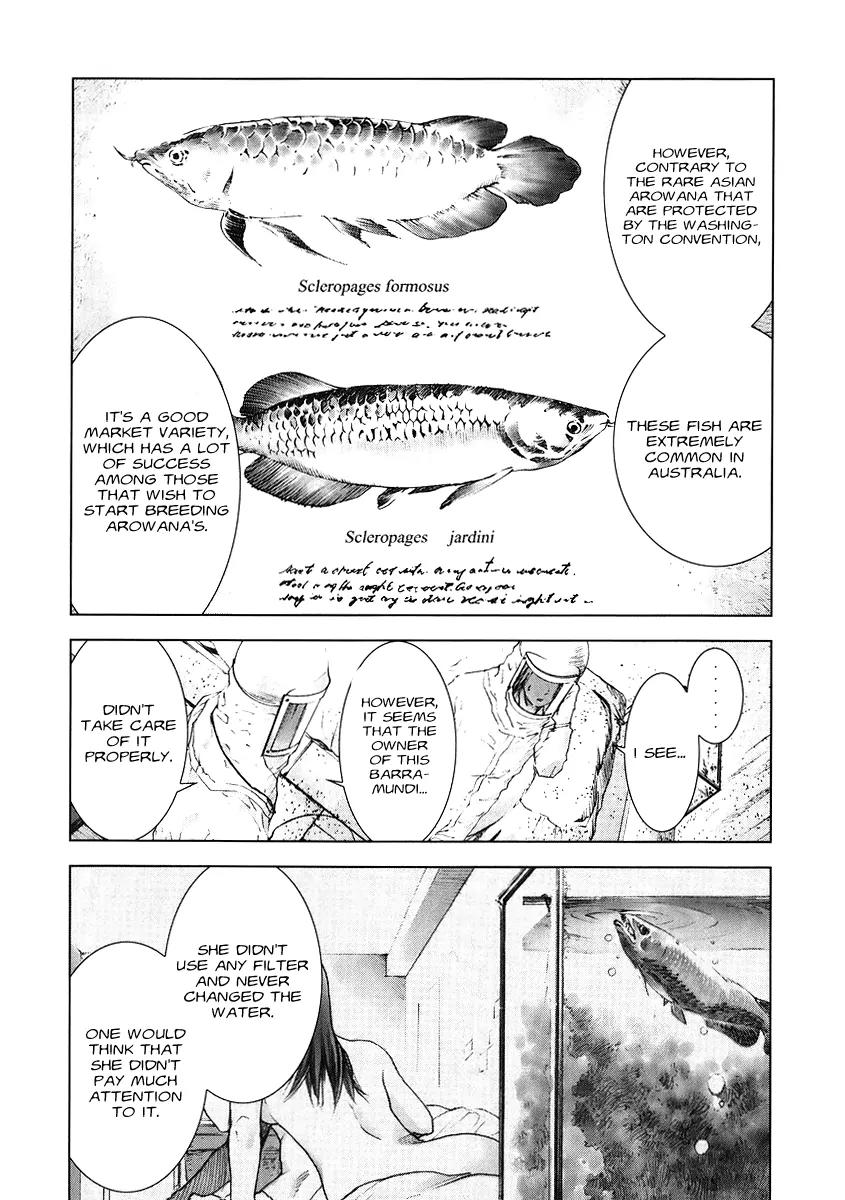 HOWEVER,
CONTRARY TO
THE RARE ASIAN
AROWANA THAT
ARE PROTECTED
BY THE WASHING-
TON CONVENTION,
Scleropages formosus
THESE FISH ARE
EXTREMELY
COMMON IN
AUSTRALIA.
IT'S A GOOD
MARKET VARIETY,
WHICH HAS A LOT
OF SUCCESS
AMONG THOSE
THAT WISH TO
START BREEDING
AROWANA'S.
Scleropages jardini
......
I SEE...
HOWEVER,
IT SEEMS
THAT THE
OWNER
OF THIS
BARRA-
MUNDI...
DIDN'T
TAKE CARE
OF IT
PROPERLY.
SHE DIDN'T
USE ANY FILTER
AND NEVER
CHANGED THE
WATER.
ONE WOULD
THINK THAT
SHE DIDN'T
PAY MUCH
ATTENTION
TO IT.